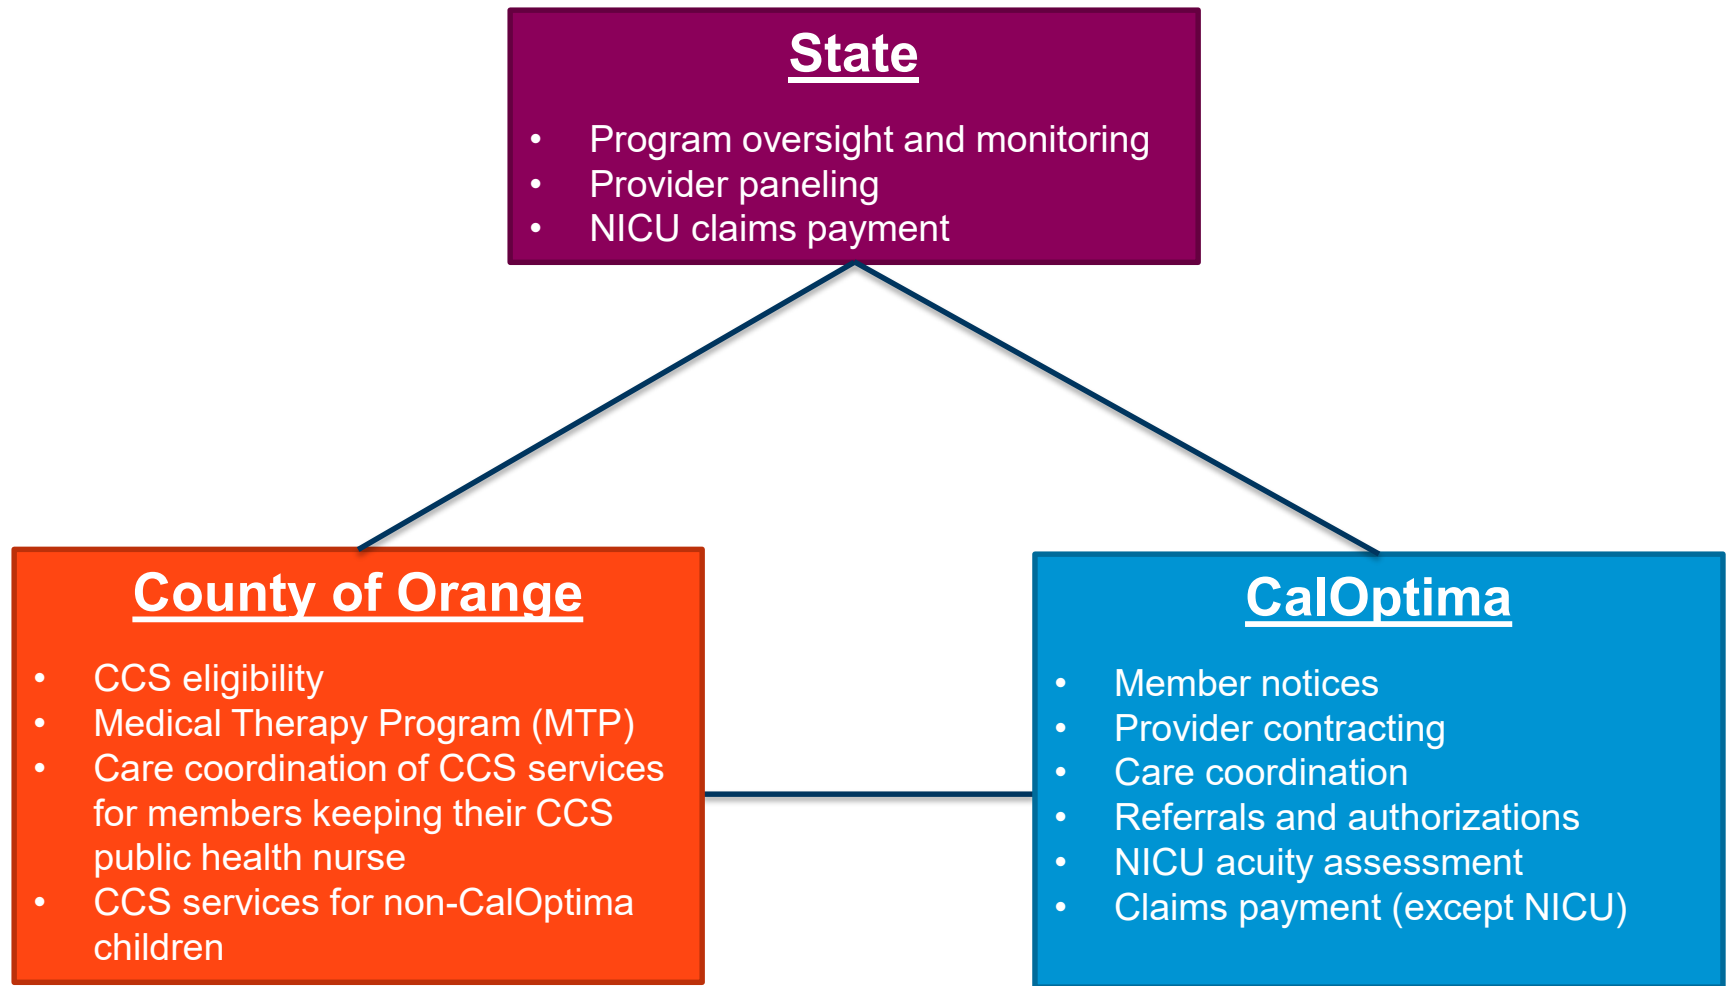 State
• Program oversight and monitoring
• Provider paneling
• NICU claims payment
County of Orange
• CCS eligibility
• Medical Therapy Program (MTP)
• Care coordination of CCS services
for members keeping their CCS
public health nurse
• CCS services for non-CalOptima
children
CalOptima
• Member notices
• Provider contracting
• Care coordination
• Referrals and authorizations
• NICU acuity assessment
• Claims payment (except NICU)